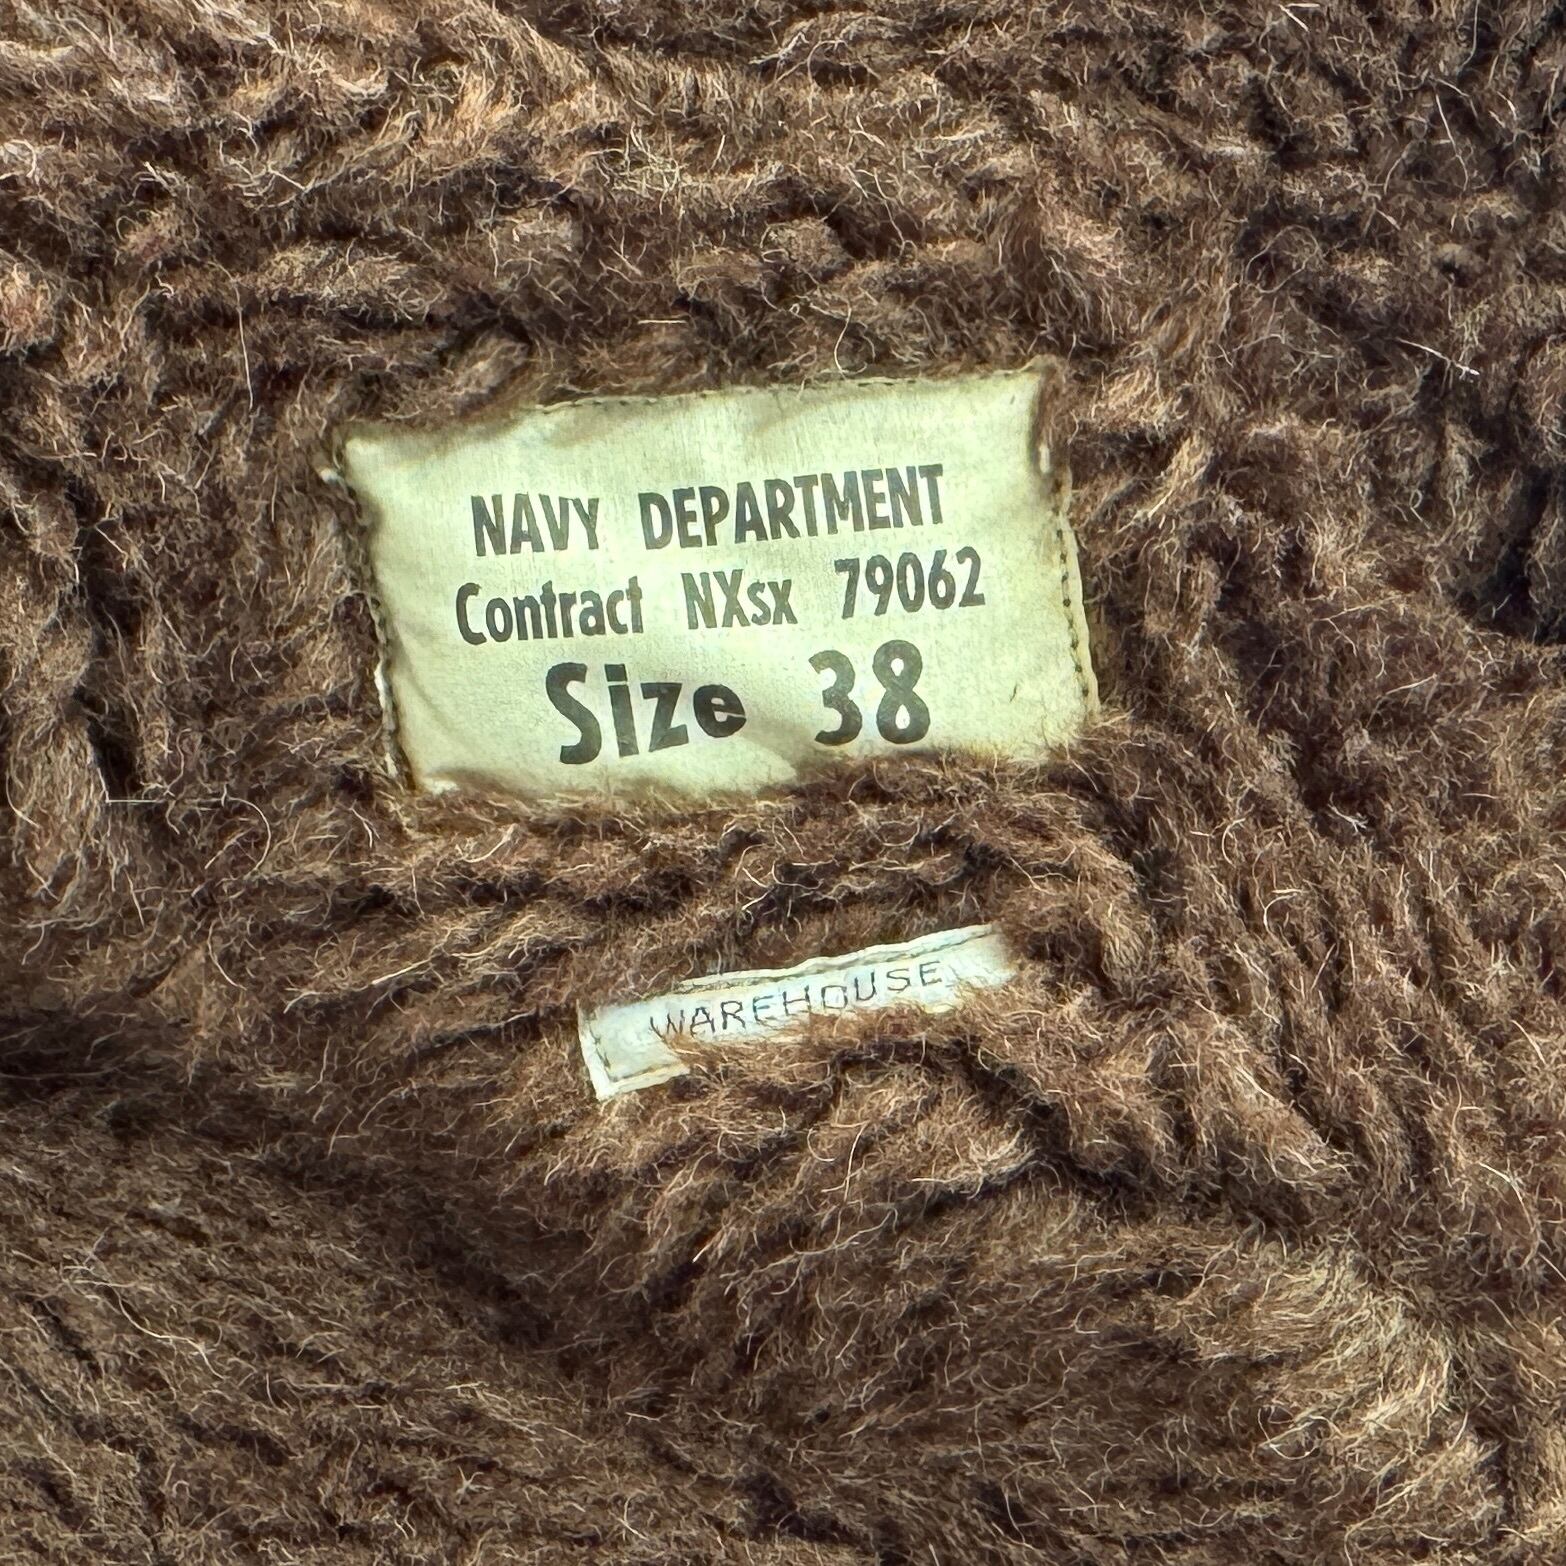 NAVY DEPARTMENT
Contract NXsx 79062
Size 38
WAREHOUSE